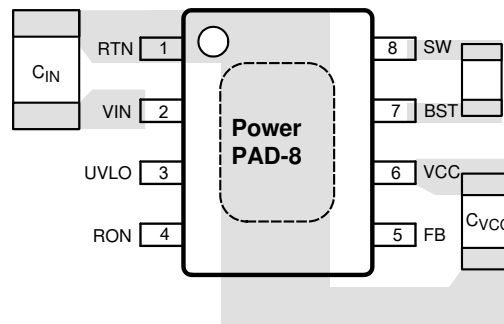 RTN 1 8 SW
C_IN
VIN 2 7 BST
Power
PAD-8
UVLO 3 6 VCC
RON 4 5 FB
C_VCC